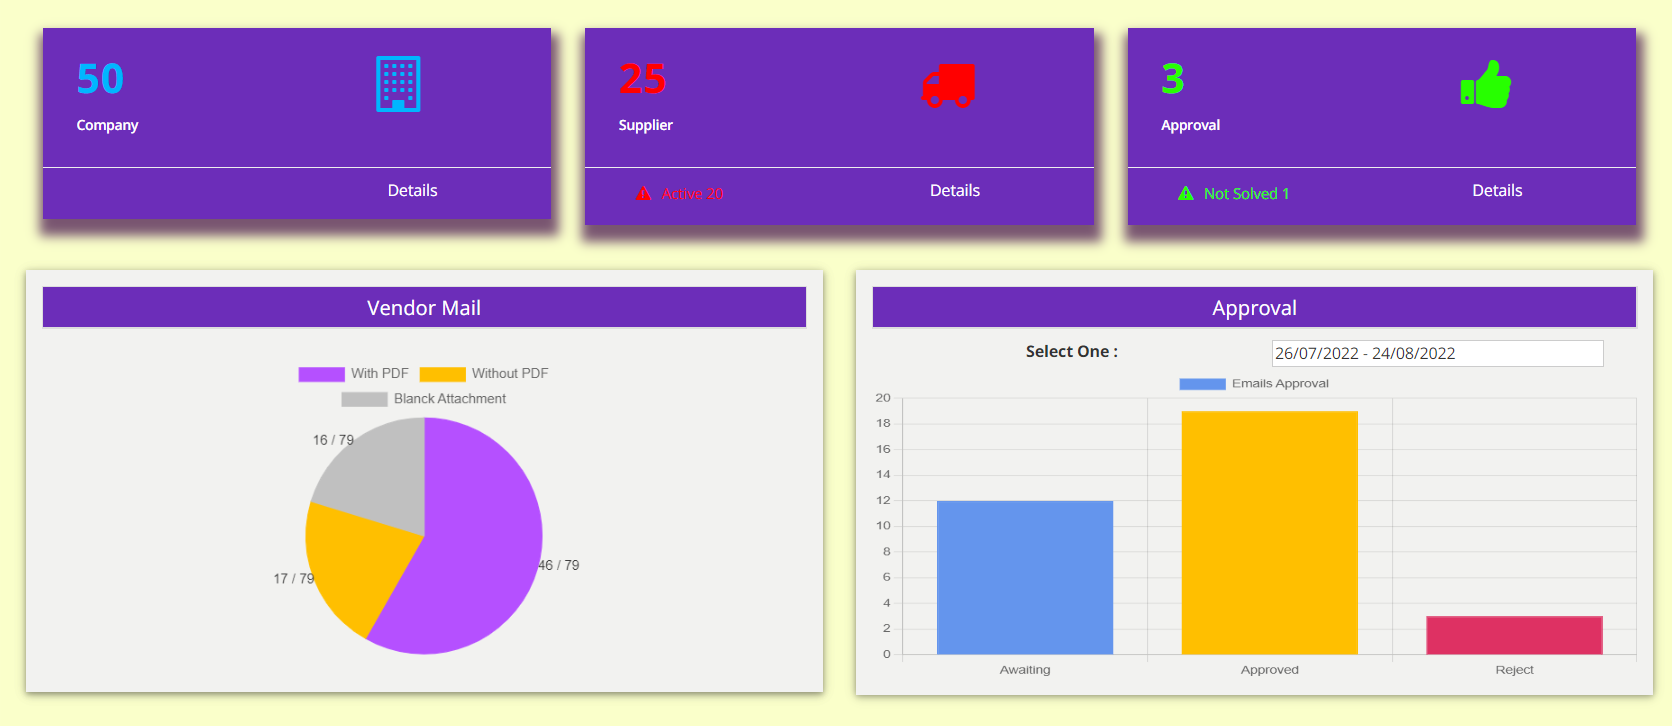 50
Company
Details
25
Supplier
Active 20
Details
3
Approval
Not Solved 1
Details
Vendor Mail
With PDF
Without PDF
Blanck Attachment
16 / 79
46 / 79
17 / 79
Approval
Select One :
26/07/2022 - 24/08/2022
Emails Approval
20
18
16
14
12
10
8
6
4
2
0
Awaiting
Approved
Reject